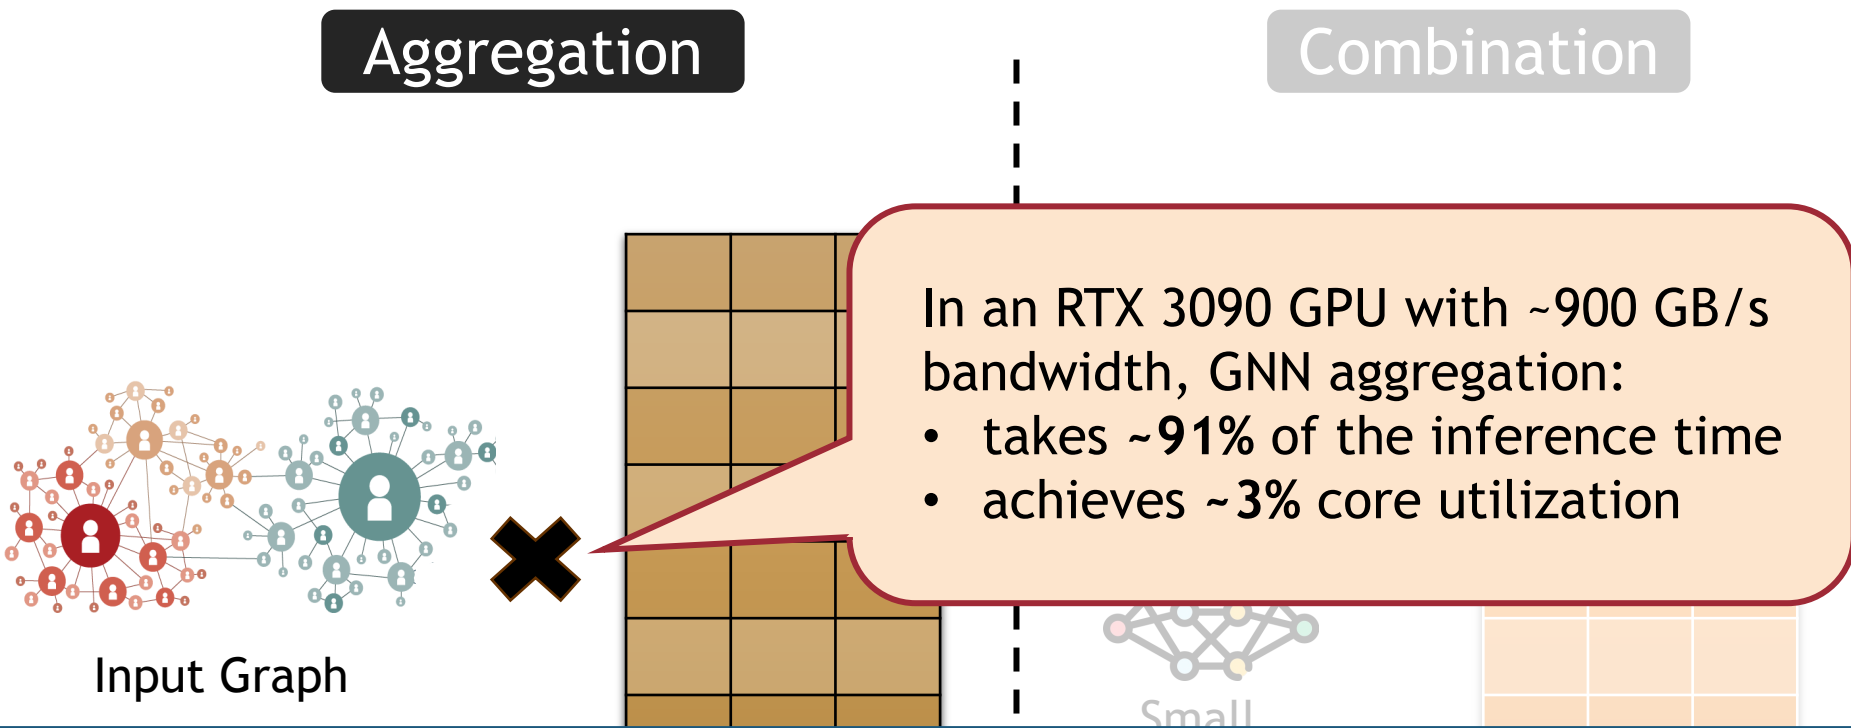 Aggregation
Combination
In an RTX 3090 GPU with ~900 GB/s
bandwidth, GNN aggregation:
• takes ~91% of the inference time
• achieves ~3% core utilization
Input Graph
Small